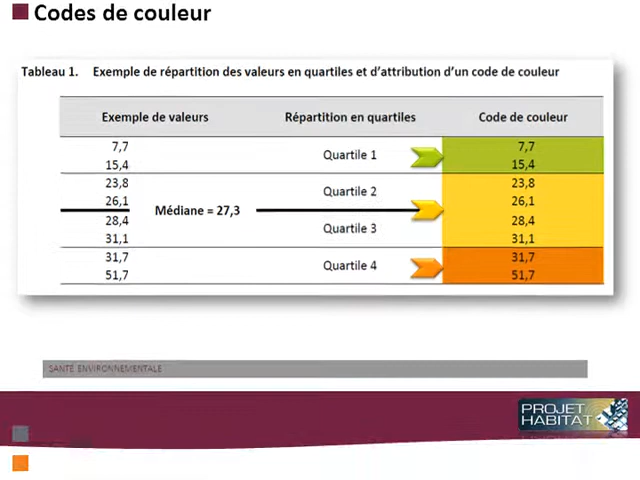 Codes de couleur
Tableau 1. Exemple de répartition des valeurs en quartiles et d'attribution d'un code de couleur
Exemple de valeurs Répartition en quartiles Code de couleur
7,7 7,7
Quartile 1
15,4 15,4
23,8 23,8
Quartile 2
26,1 26,1
Médiane = 27,3
28,4 28,4
Quartile 3
31,1 31,1
31,7 31,7
Quartile 4
51,7 51,7
SANTÉ ENVIRONNEMENTALE
PROJET
HABITAT